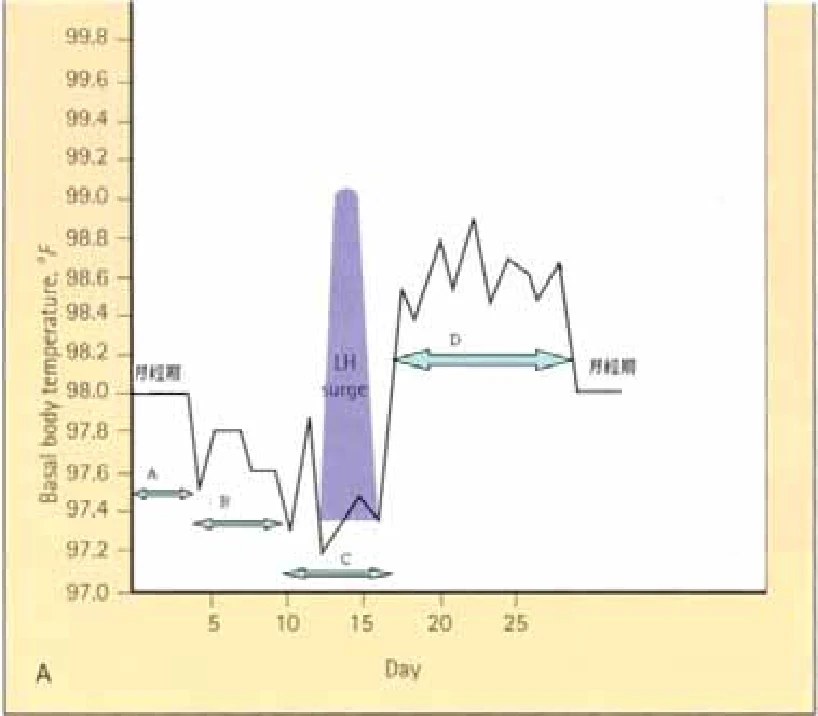 99.8
99.6
99.4
99.2
99.0
98.8
98.6
98.4
98.2
98.0
97.8
97.6
97.4
97.2
97.0
Basal body temperature, °F
月經期
A
B
C
LH
surge
D
月經期
5 10 15 20 25
Day
A